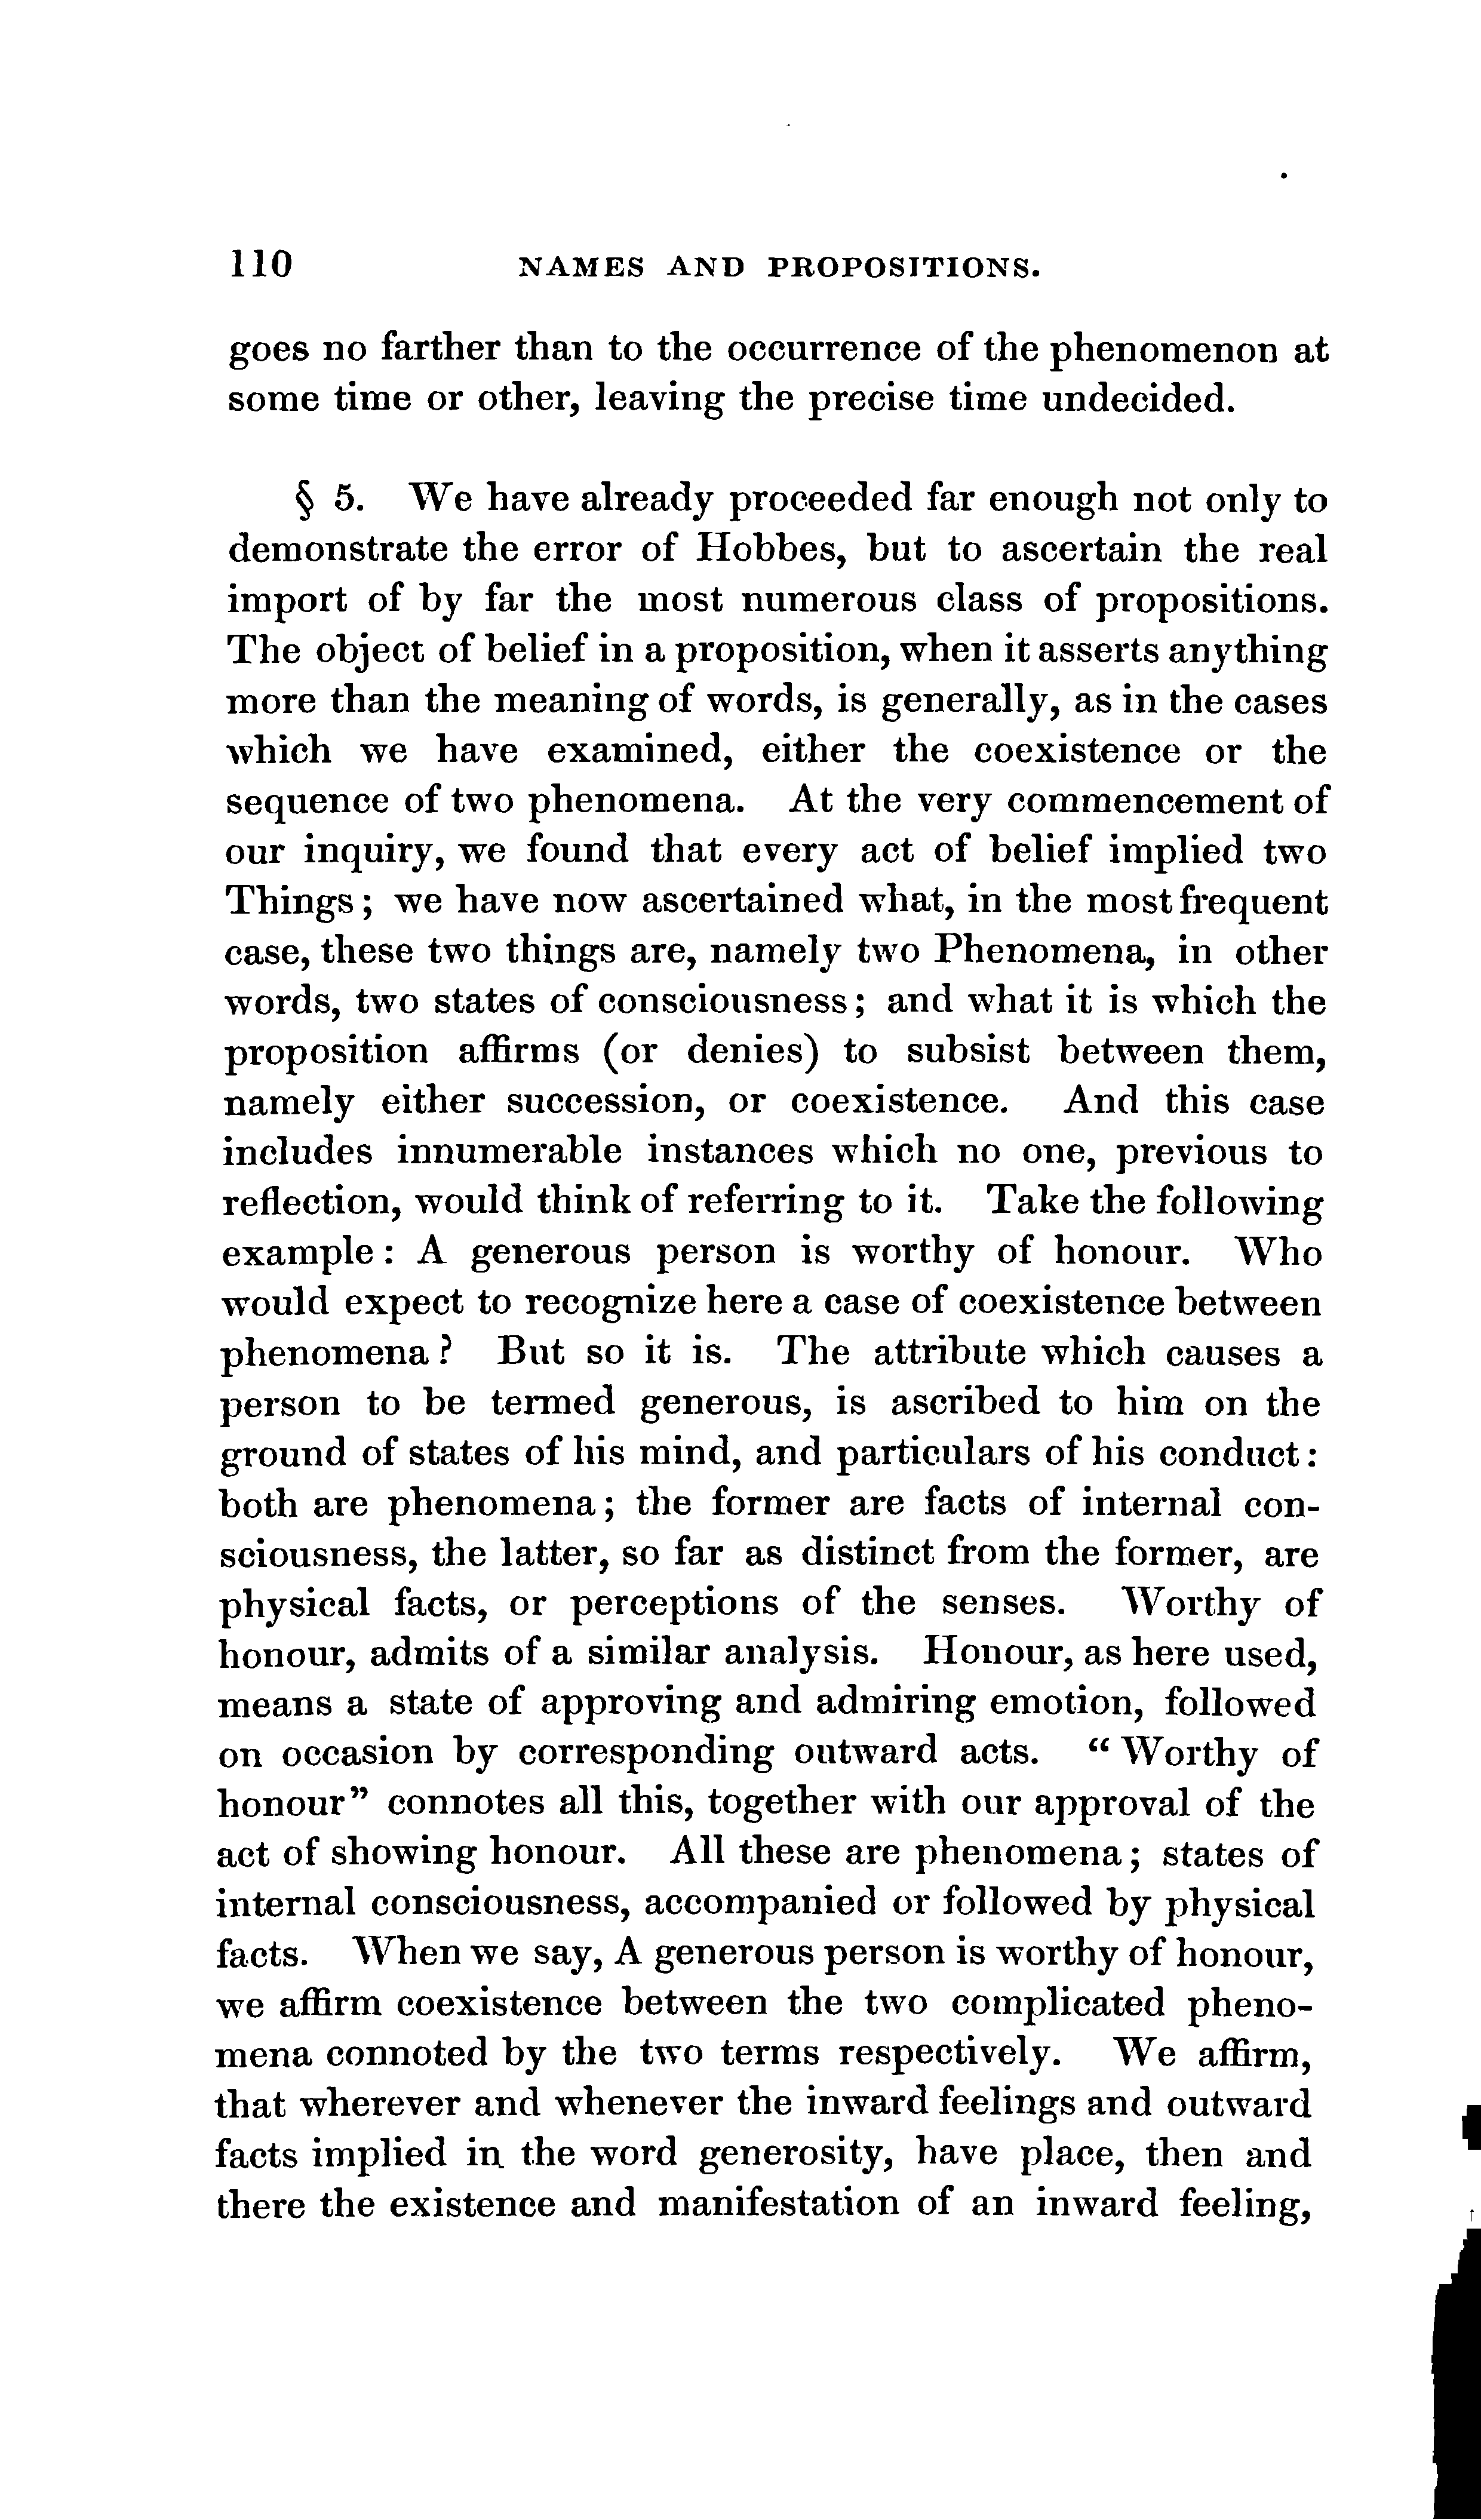 110 NAMES AND PROPOSITIONS.
goes no farther than to the occurrence of the phenomenon at
some time or other, leaving the precise time undecided.
§ 5. We have already proceeded far enough not only to
demonstrate the error of Hobbes, but to ascertain the real
import of by far the most numerous class of propositions.
The object of belief in a proposition, when it asserts anything
more than the meaning of words, is generally, as in the cases
which we have examined, either the coexistence or the
sequence of two phenomena. At the very commencement of
our inquiry, we found that every act of belief implied two
Things; we have now ascertained what, in the most frequent
case, these two things are, namely two Phenomena, in other
words, two states of consciousness; and what it is which the
proposition affirms (or denies) to subsist between them,
namely either succession, or coexistence. And this case
includes innumerable instances which no one, previous to
reflection, would think of referring to it. Take the following
example: A generous person is worthy of honour. Who
would expect to recognize here a case of coexistence between
phenomena? But so it is. The attribute which causes a
person to be termed generous, is ascribed to him on the
ground of states of his mind, and particulars of his conduct:
both are phenomena; the former are facts of internal con-
sciousness, the latter, so far as distinct from the former, are
physical facts, or perceptions of the senses. Worthy of
honour, admits of a similar analysis. Honour, as here used,
means a state of approving and admiring emotion, followed
on occasion by corresponding outward acts. "Worthy of
honour" connotes all this, together with our approval of the
act of showing honour. All these are phenomena; states of
internal consciousness, accompanied or followed by physical
facts. When we say, A generous person is worthy of honour,
we affirm coexistence between the two complicated pheno-
mena connoted by the two terms respectively. We affirm,
that wherever and whenever the inward feelings and outward
facts implied in the word generosity, have place, then and
there the existence and manifestation of an inward feeling,